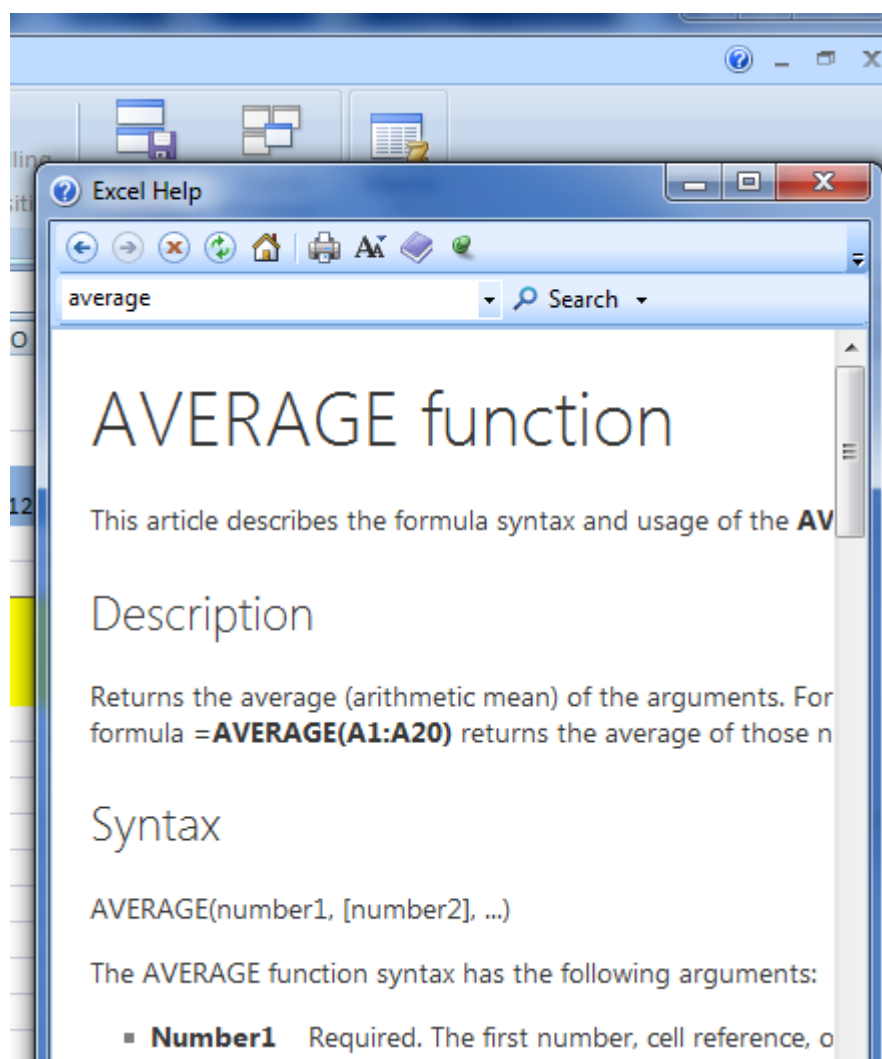 ling
siti
Excel Help
average
Search
O
AVERAGE function
12
This article describes the formula syntax and usage of the AV
Description
Returns the average (arithmetic mean) of the arguments. For
formula =AVERAGE(A1:A20) returns the average of those n
Syntax
AVERAGE(number1, [number2], ...)
The AVERAGE function syntax has the following arguments:
▪ Number1 Required. The first number, cell reference, o